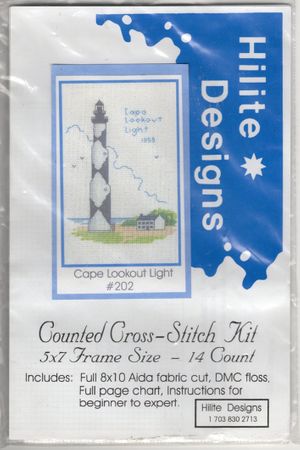 Hilite
Designs
Cape
Lookout
Light
1859
Cape Lookout Light
#202
Counted Cross-Stitch Kit
5x7 Frame Size - 14 Count
Includes: Full 8x10 Aida fabric cut, DMC floss,
Full page chart, Instructions for
beginner to expert.
Hilite Designs
1 703 830 2713